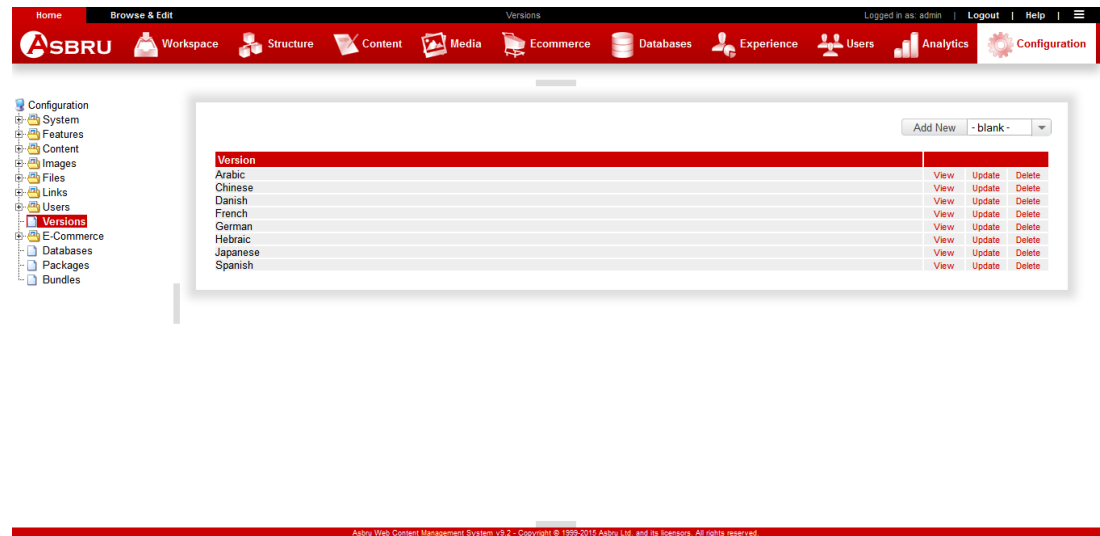 Home Browse & Edit Versions Logged in as: admin | Logout | Help |
ASBRU Workspace Structure Content Media Ecommerce Databases Experience Users Analytics Configuration
Configuration
System
Features
Content
Images
Files
Links
Users
Versions
E-Commerce
Databases
Packages
Bundles
Add New - blank -
Version
Arabic View Update Delete
Chinese View Update Delete
Danish View Update Delete
French View Update Delete
German View Update Delete
Hebraic View Update Delete
Japanese View Update Delete
Spanish View Update Delete
Asbru Web Content Management System v9.2 - Copyright © 1999-2015 Asbru Ltd. and its licensors. All rights reserved.